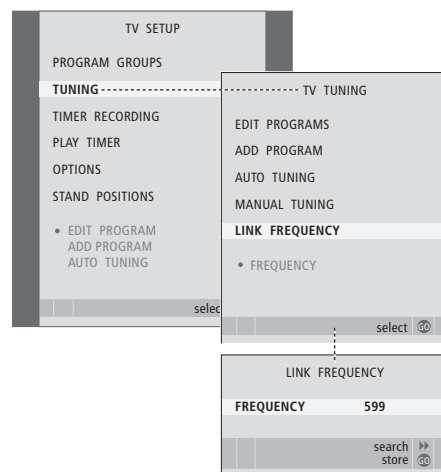 TV SETUP
PROGRAM GROUPS
TUNING
TIMER RECORDING
PLAY TIMER
OPTIONS
STAND POSITIONS
• EDIT PROGRAM
ADD PROGRAM
AUTO TUNING
selec
TV TUNING
EDIT PROGRAMS
ADD PROGRAM
AUTO TUNING
MANUAL TUNING
LINK FREQUENCY
• FREQUENCY
select GO
LINK FREQUENCY
FREQUENCY 599
search
store GO